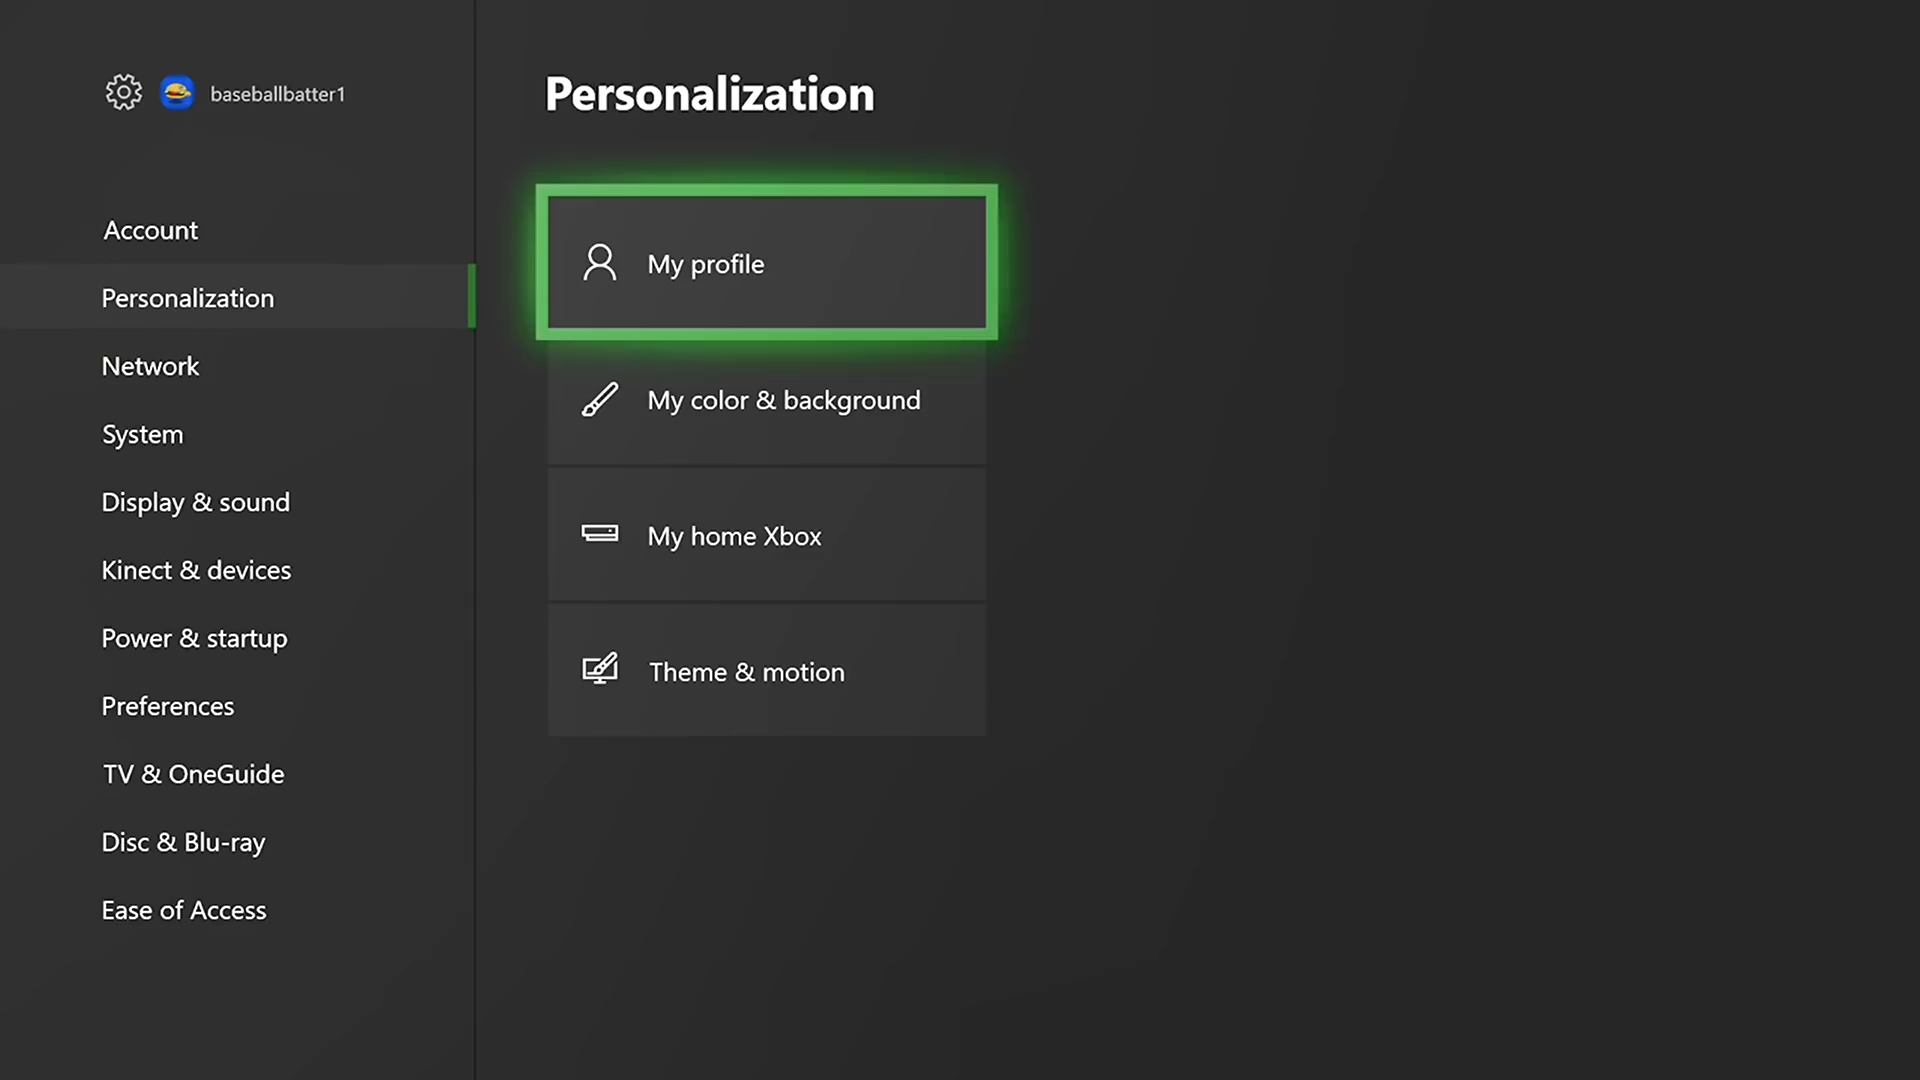 baseballbatter1
Account
Personalization
Network
System
Display & sound
Kinect & devices
Power & startup
Preferences
TV & OneGuide
Disc & Blu-ray
Ease of Access
Personalization
My profile
My color & background
My home Xbox
Theme & motion